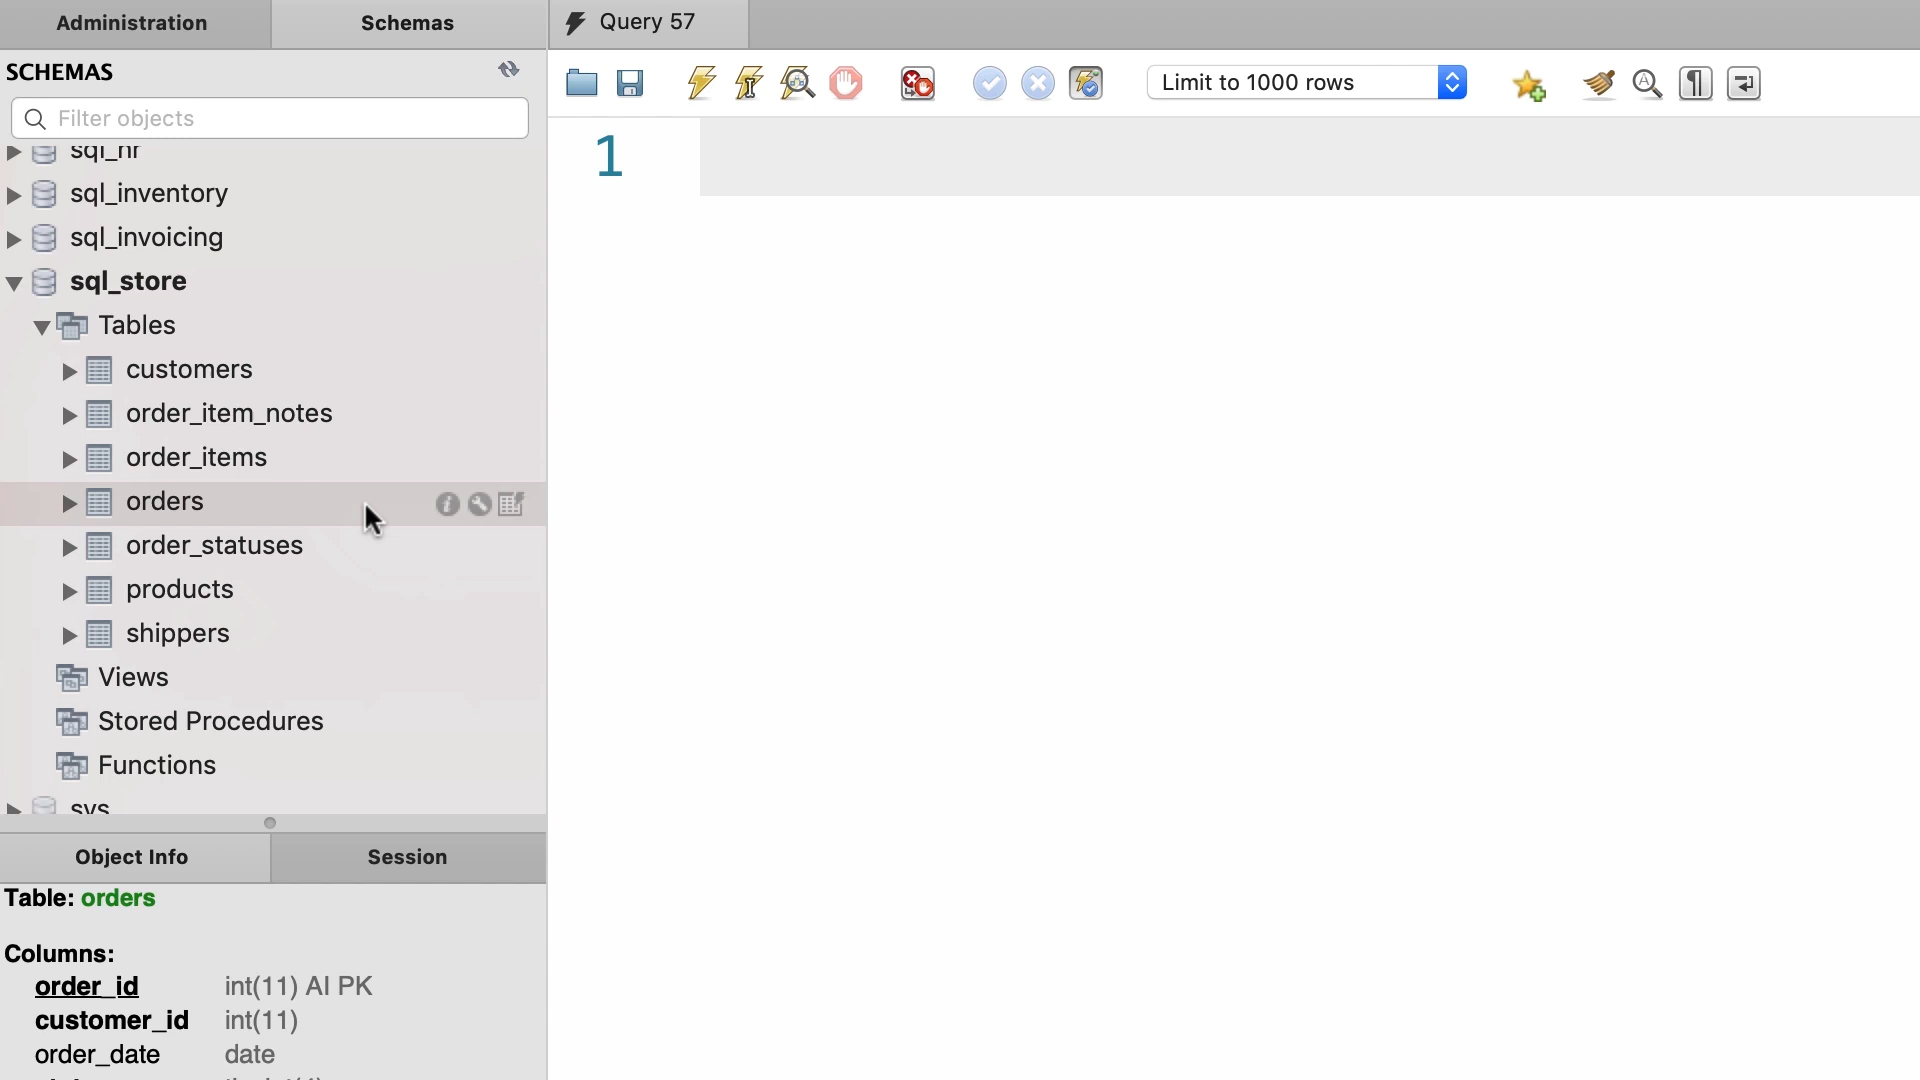 Administration
Schemas
Query 57
SCHEMAS
Limit to 1000 rows
Filter objects
1
sql_hr
sql_inventory
sql_invoicing
sql_store
Tables
customers
order_item_notes
order_items
orders
order_statuses
products
shippers
Views
Stored Procedures
Functions
sys
Object Info
Session
Table: orders
Columns:
order_id int(11) AI PK
customer_id int(11)
order_date date